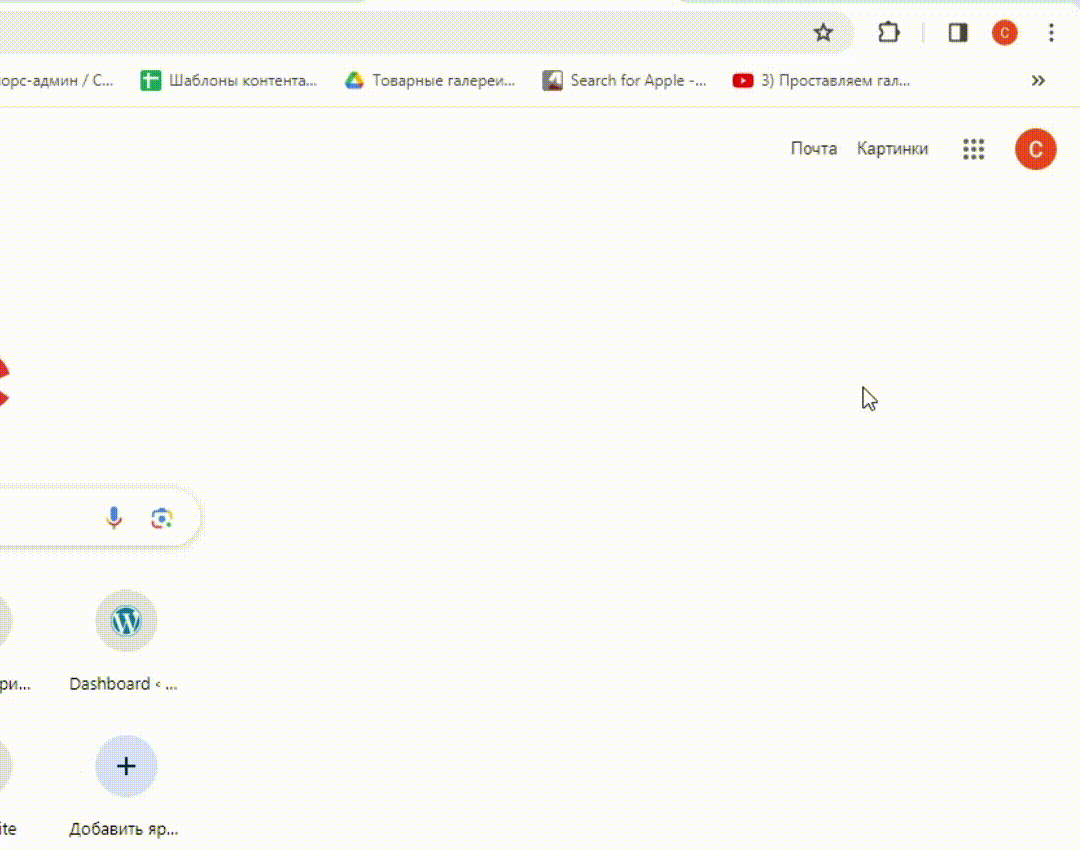 C
орс-админ / С...
Шаблоны контента...
Товарные галереи...
Search for Apple -...
3) Проставляем гал...
»
Почта
Картинки
C
ри...
Dashboard ‹ ...
ite
Добавить яр...